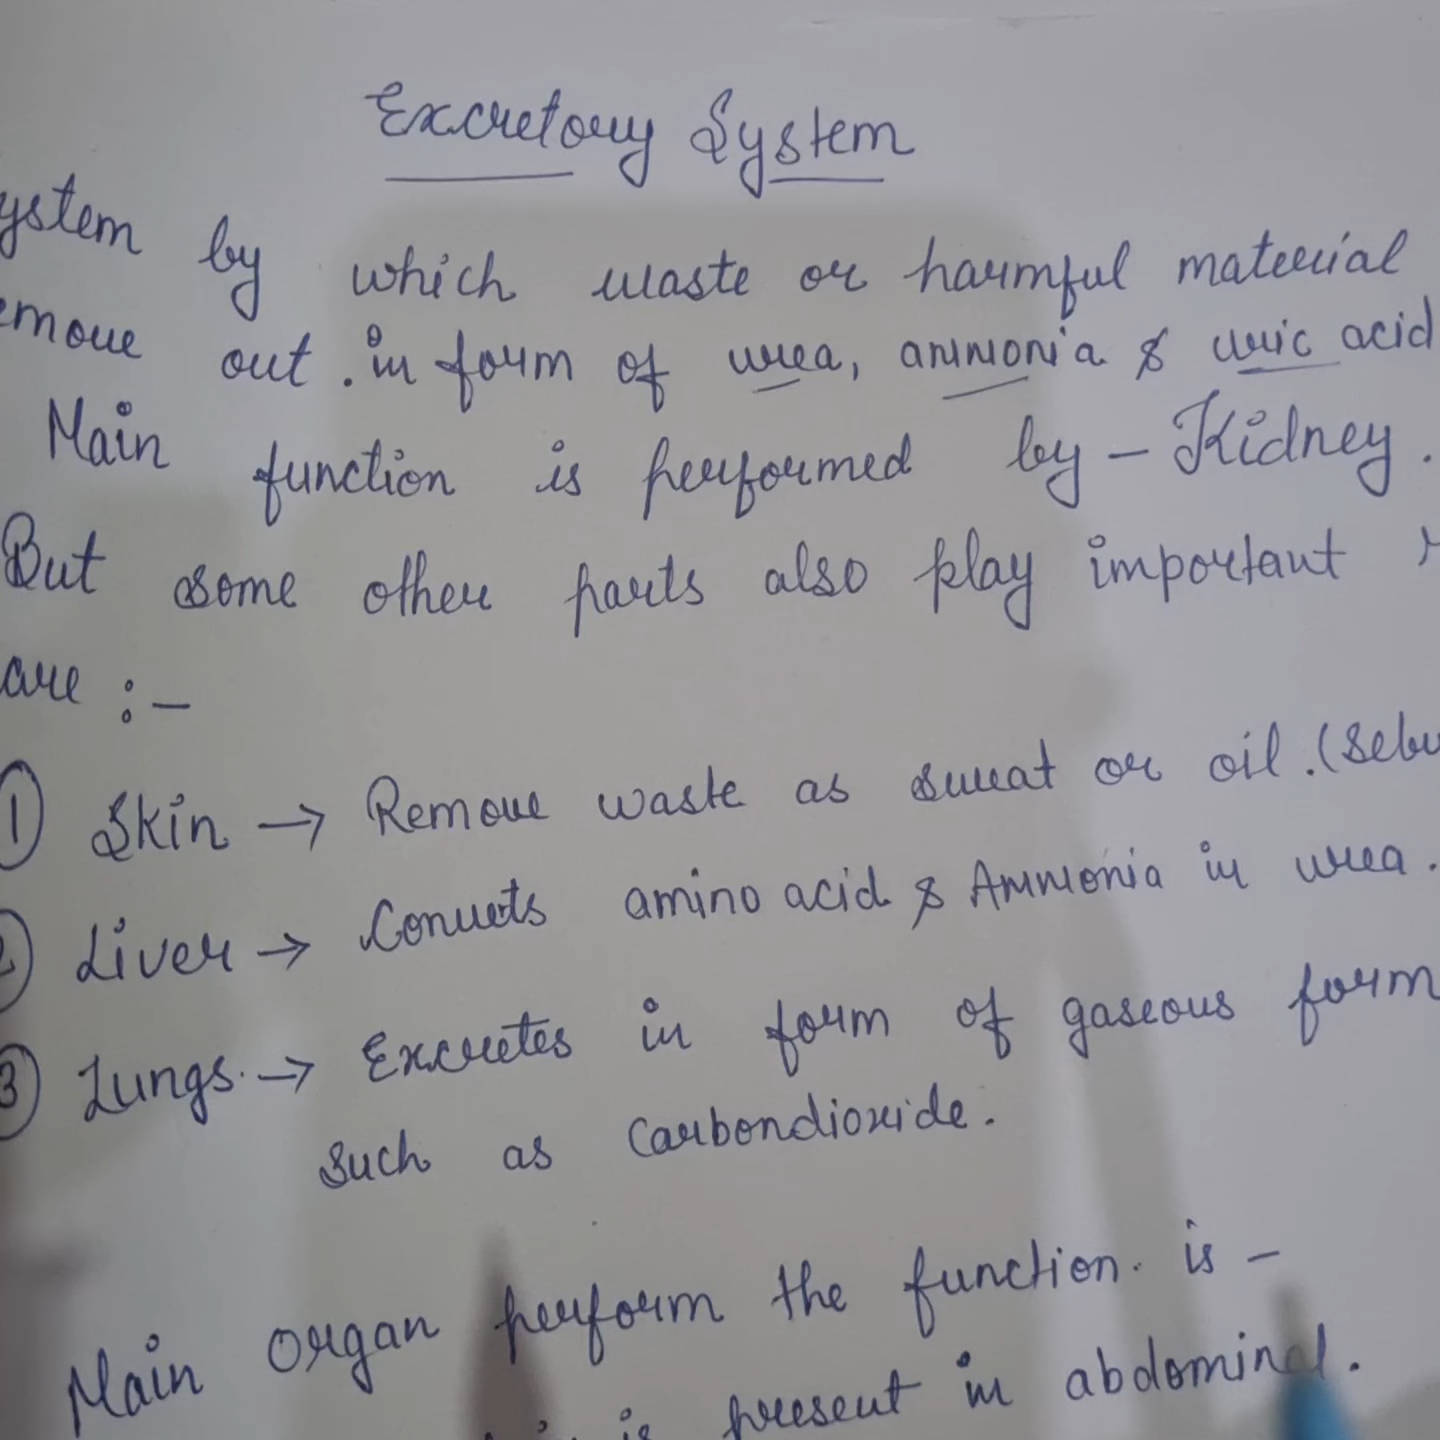 Excretory System
ystem by which waste or harmful material
emove out. in form of urea, ammonia & uric acid
Main function is performed by - Kidney.
But some other parts also play important
are :-
1 Skin → Remove waste as sweat or oil. (Sebu
2 Liver → Converts amino acid & Ammonia in urea.
3 Lungs. → Excretes in form of gaseous form
such as Carbondioxide.
Main organ perform the function. is -
is present in abdominal.